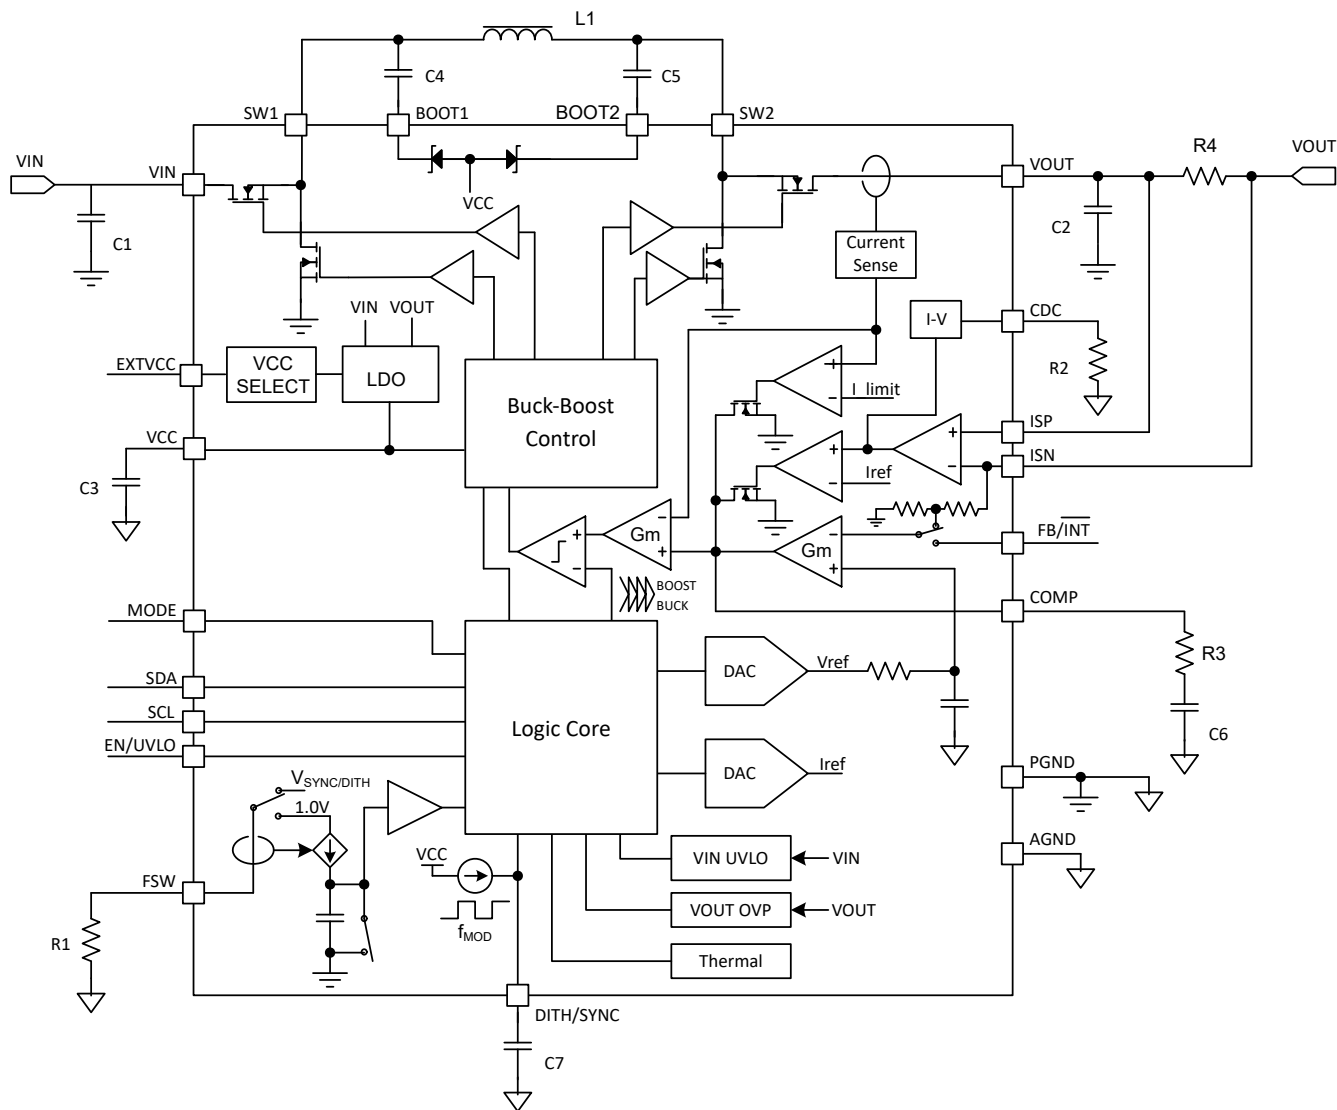 L1
C4
C5
SW1
BOOT1
BOOT2
SW2
VIN
VIN
VOUT
R4
VOUT
VCC
C1
C2
Current
Sense
VIN
VOUT
I-V
CDC
EXTVCC
VCC
SELECT
LDO
R2
Buck-Boost
Control
+
−
I limit
VCC
ISP
+
−
+
−
ISN
Iref
C3
Gm
−
+
+
−
Gm
−
+
FB/INT
BOOST
BUCK
MODE
COMP
SDA
DAC
Vref
R3
SCL
Logic Core
C6
EN/UVLO
DAC
Iref
PGND
VSYNC/DITH
1.0V
VCC
VIN UVLO
VIN
AGND
FSW
VOUT OVP
VOUT
fMOD
R1
Thermal
DITH/SYNC
C7